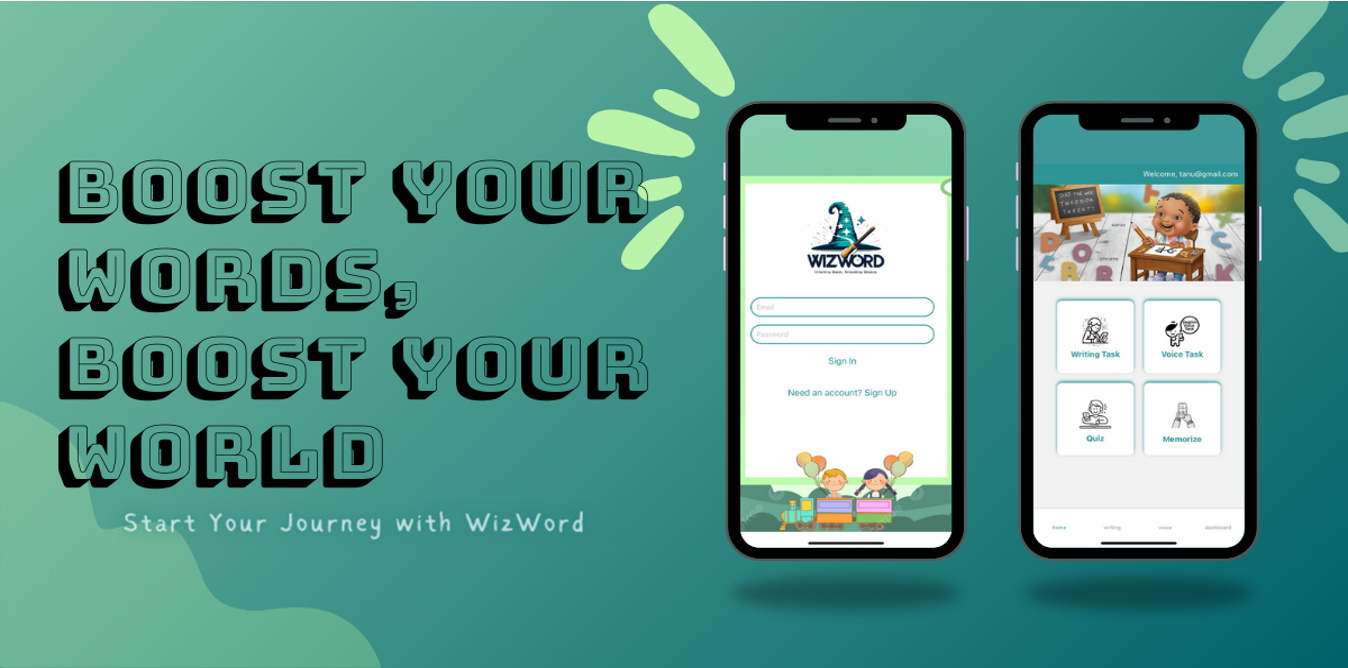 BOOST YOUR
WORDS,
BOOST YOUR
WORLD
Start Your Journey with WizWord
WIZWORD
Email
Password
Sign In
Need an account? Sign Up
Welcome, tanu@gmail.com
Writing Task
Voice Task
Quiz
Memorize
home
writing
voice
dashboard